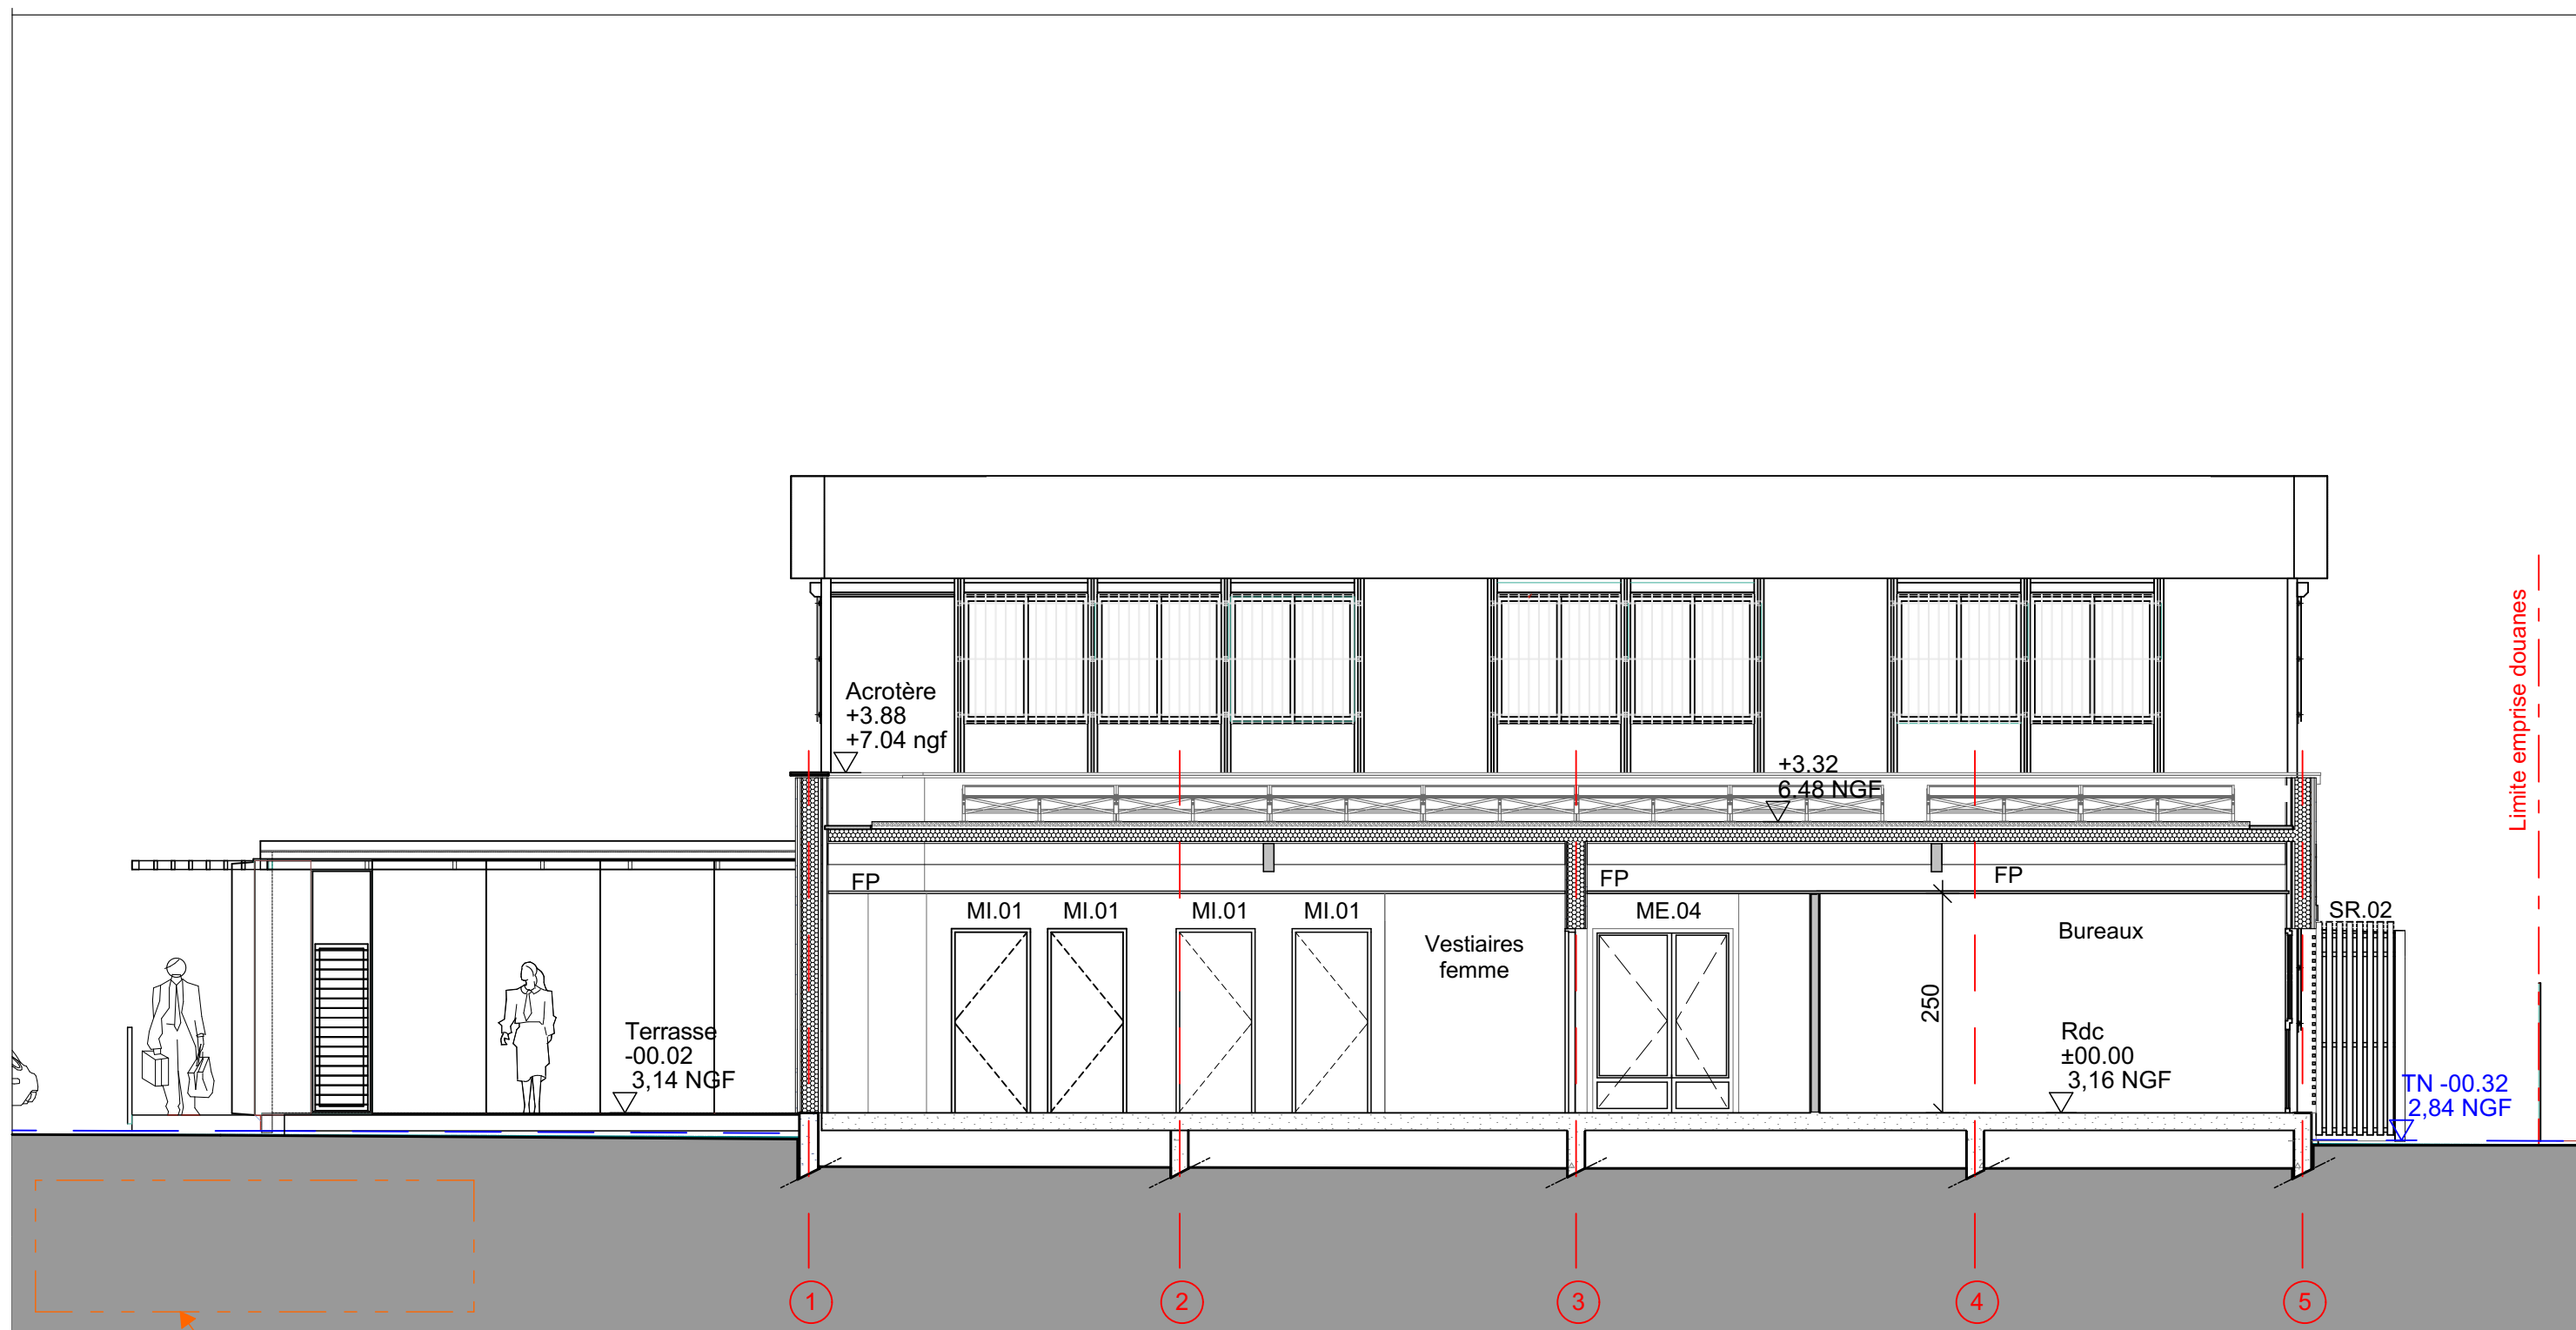 Limite emprise douanes
Acrotère
+3.88
+7.04 ngf
+3.32
6.48 NGF
FP
FP
FP
MI.01
MI.01
MI.01
MI.01
ME.04
SR.02
Vestiaires
femme
Bureaux
250
Terrasse
-00.02
3,14 NGF
Rdc
±00.00
3,16 NGF
TN -00.32
2,84 NGF
1
2
3
4
5